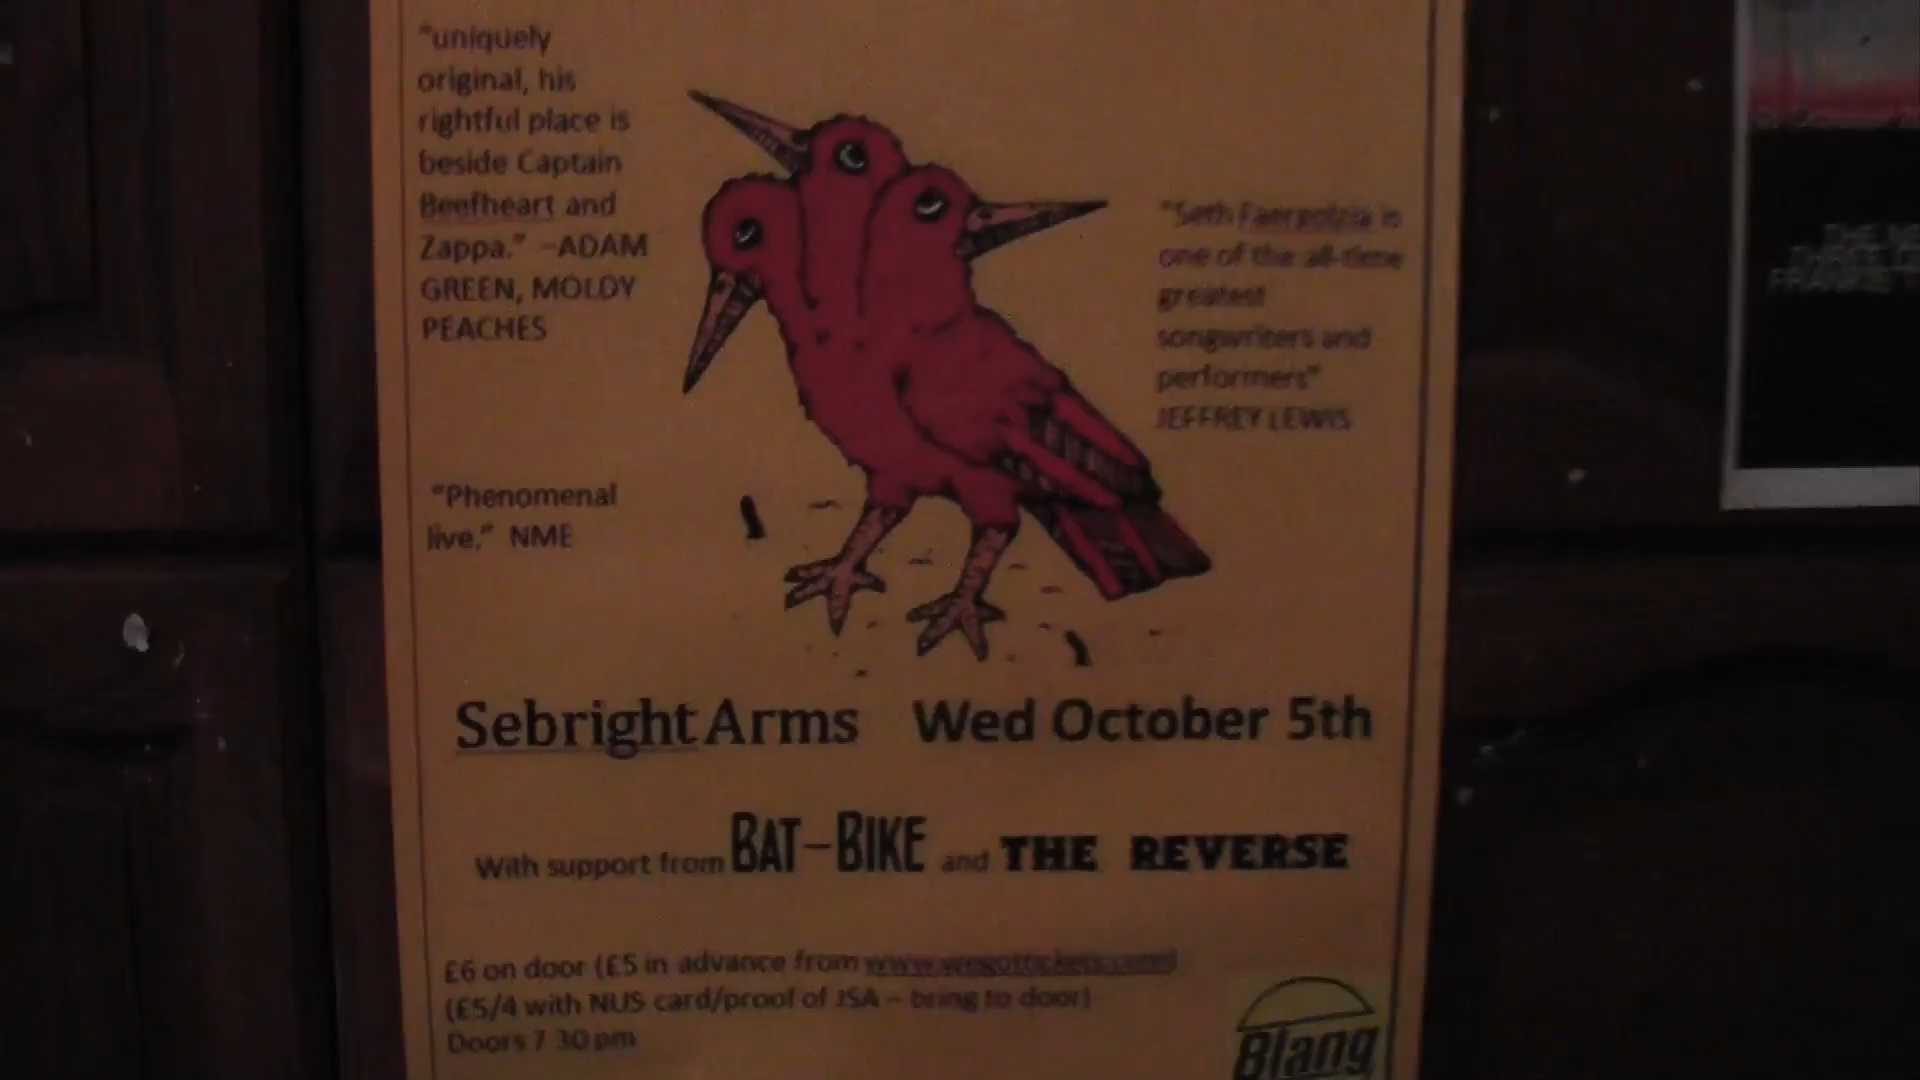 "uniquely
original, his
rightful place is
beside Captain
Beefheart and
Zappa." –ADAM
GREEN, MOLDY
PEACHES
"Seth Faergolzia is
one of the all-time
greatest
songwriters and
performers"
JEFFREY LEWIS
"Phenomenal
live." NME
Sebright Arms Wed October 5th
With support from BAT-BIKE and THE REVERSE
£6 on door (£5 in advance from www.wegottickets.com)
(£5/4 with NUS card/proof of JSA – bring to door)
Doors 7 30 pm
Blang
THREE
FRANKIE